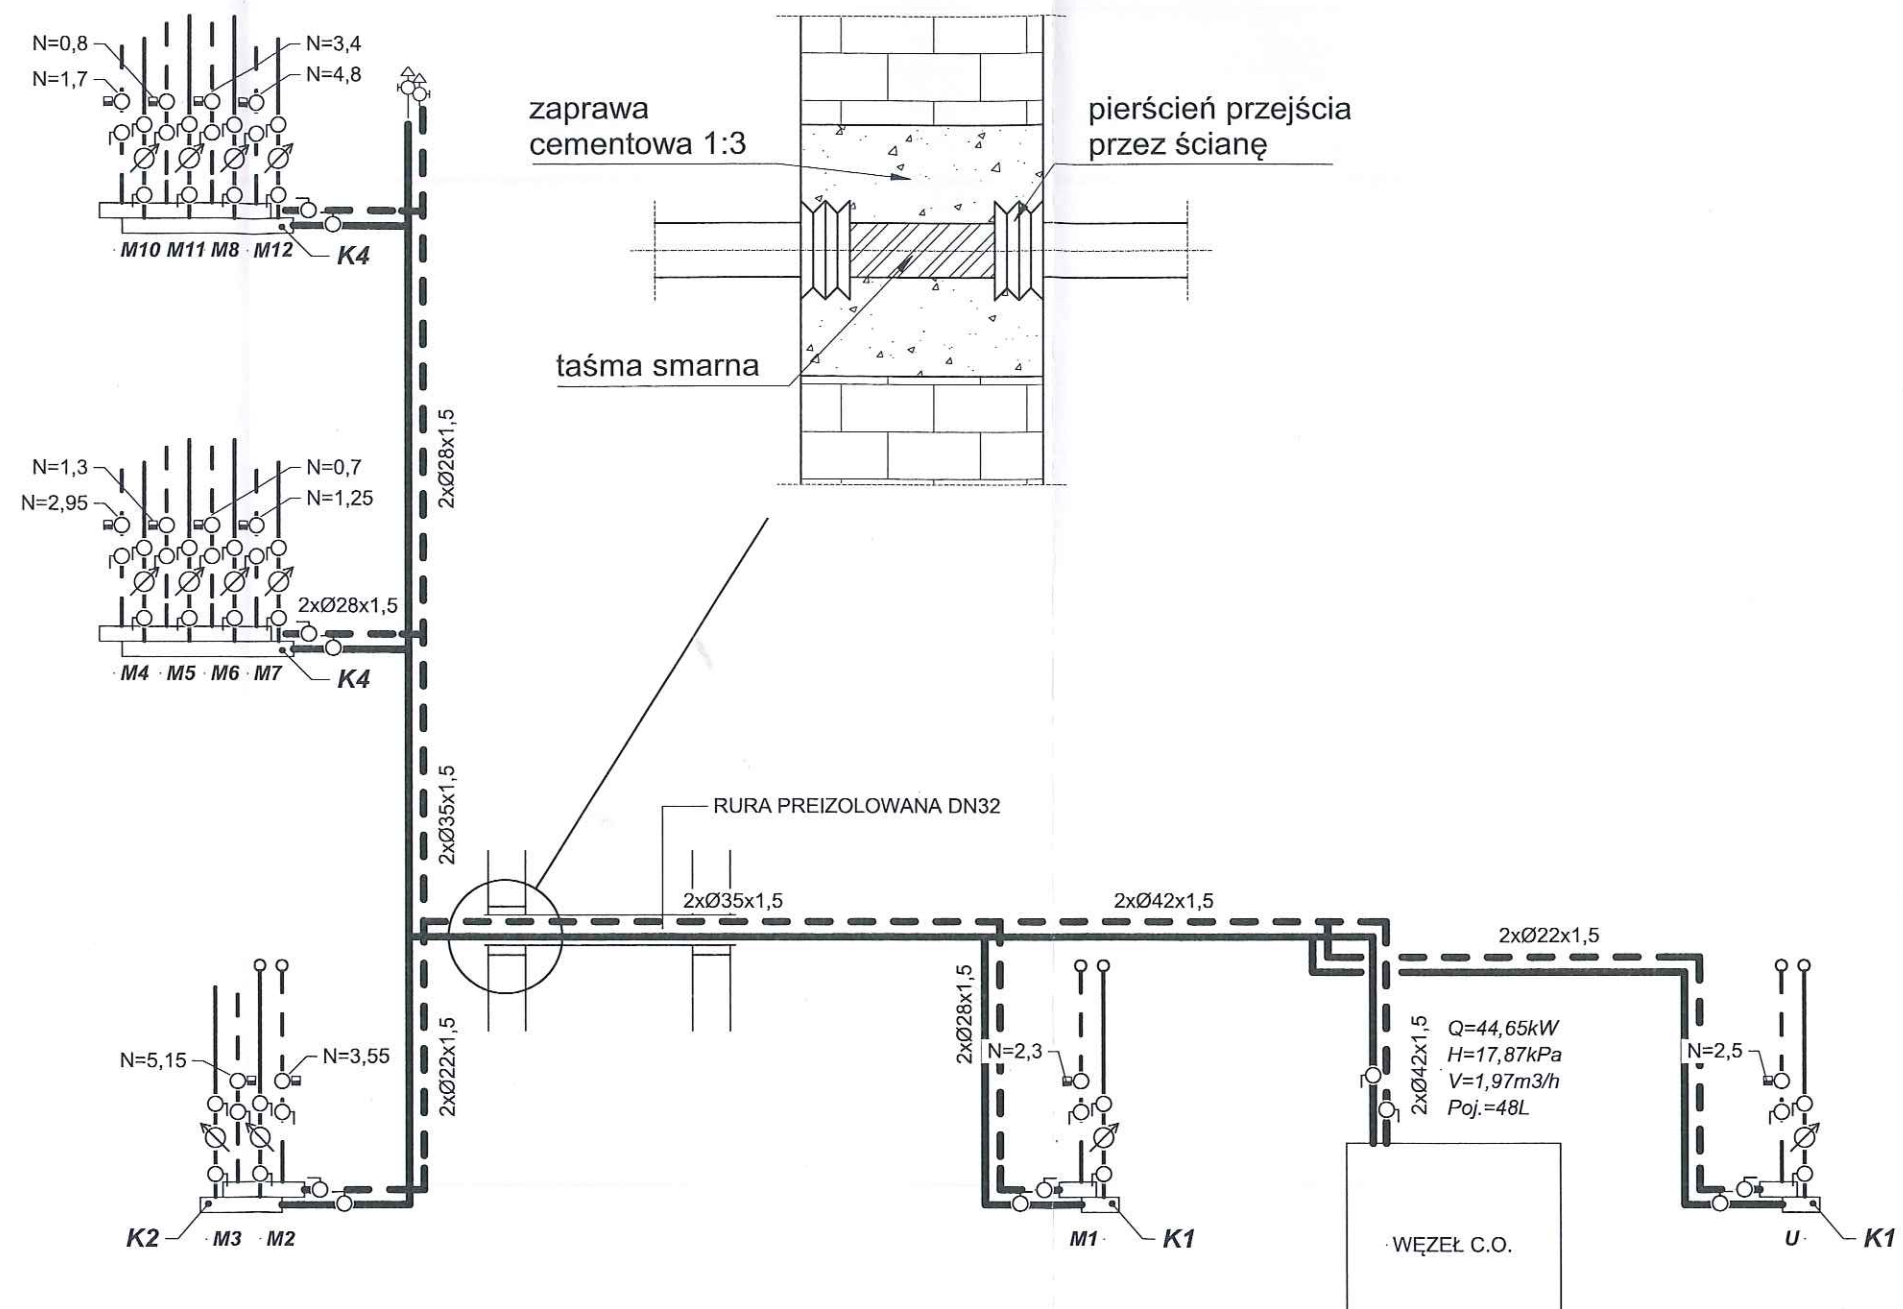 N=0,8
N=3,4
N=1,7
N=4,8
M10 M11 M8 M12
K4
zaprawa
cementowa 1:3
pierścień przejścia
przez ścianę
taśma smarna
2xØ28x1,5
N=1,3
N=0,7
N=2,95
N=1,25
2xØ28x1,5
M4 M5 M6 M7
K4
2xØ35x1,5
RURA PREIZOLOWANA DN32
2xØ35x1,5
2xØ42x1,5
2xØ22x1,5
N=5,15
N=3,55
2xØ22x1,5
K2
M3 M2
2xØ28x1,5
N=2,3
M1
K1
2xØ42x1,5
Q=44,65kW
H=17,87kPa
V=1,97m3/h
Poj.=48L
WĘZEŁ C.O.
N=2,5
U
K1